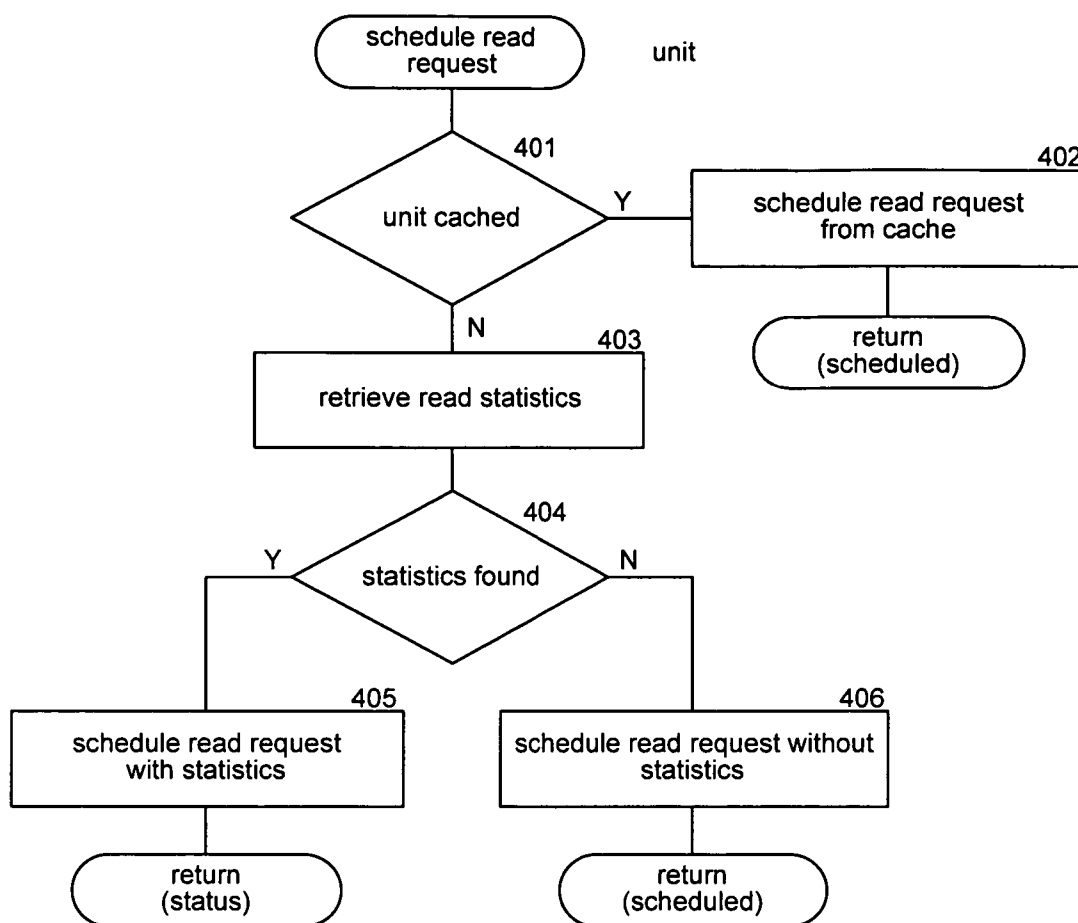 schedule read
request
unit
401
unit cached
Y
402
schedule read request
from cache
return
(scheduled)
N
403
retrieve read statistics
404
statistics found
Y
N
405
schedule read request
with statistics
return
(status)
406
schedule read request without
statistics
return
(scheduled)